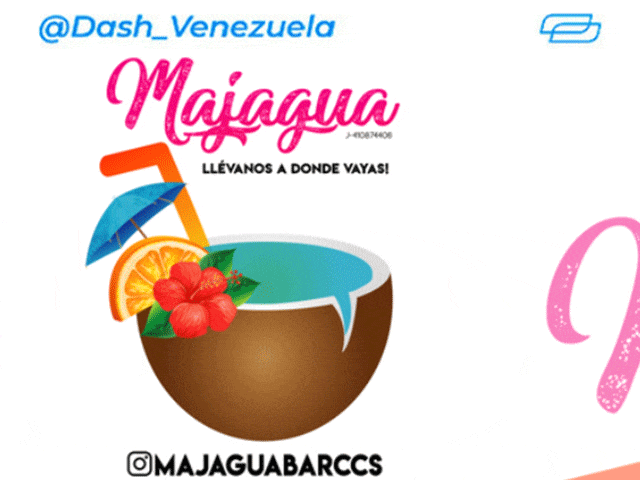 @Dash_Venezuela
Majagua
J-410874406
LLÉVANOS A DONDE VAYAS!
MAJAGUABARCCS